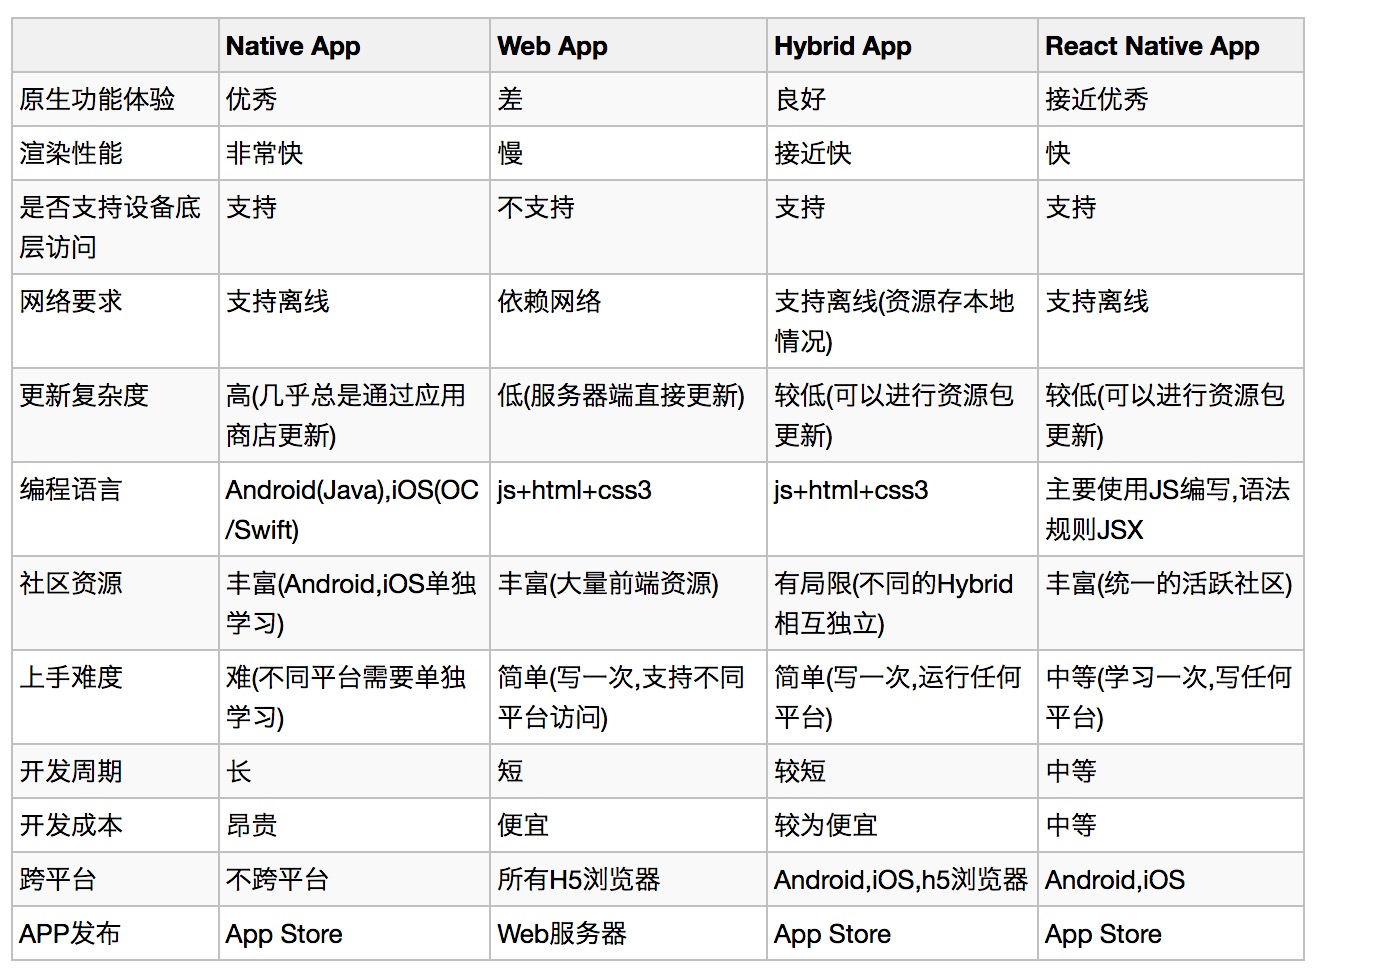 Native App Web App Hybrid App React Native App
原生功能体验 优秀 差 良好 接近优秀
渲染性能 非常快 慢 接近快 快
是否支持设备底 支持 不支持 支持 支持
层访问
网络要求 支持离线 依赖网络 支持离线(资源存本地 支持离线
情况)
更新复杂度 高(几乎总是通过应用 低(服务器端直接更新) 较低(可以进行资源包 较低(可以进行资源包
商店更新) 更新) 更新)
编程语言 Android(Java),iOS(OC js+html+css3 js+html+css3 主要使用JS编写,语法
/Swift) 规则JSX
社区资源 丰富(Android,iOS单独 丰富(大量前端资源) 有局限(不同的Hybrid 丰富(统一的活跃社区)
学习) 相互独立)
上手难度 难(不同平台需要单独 简单(写一次,支持不同 简单(写一次,运行任何 中等(学习一次,写任何
学习) 平台访问) 平台) 平台)
开发周期 长 短 较短 中等
开发成本 昂贵 便宜 较为便宜 中等
跨平台 不跨平台 所有H5浏览器 Android,iOS,h5浏览器 Android,iOS
APP发布 App Store Web服务器 App Store App Store